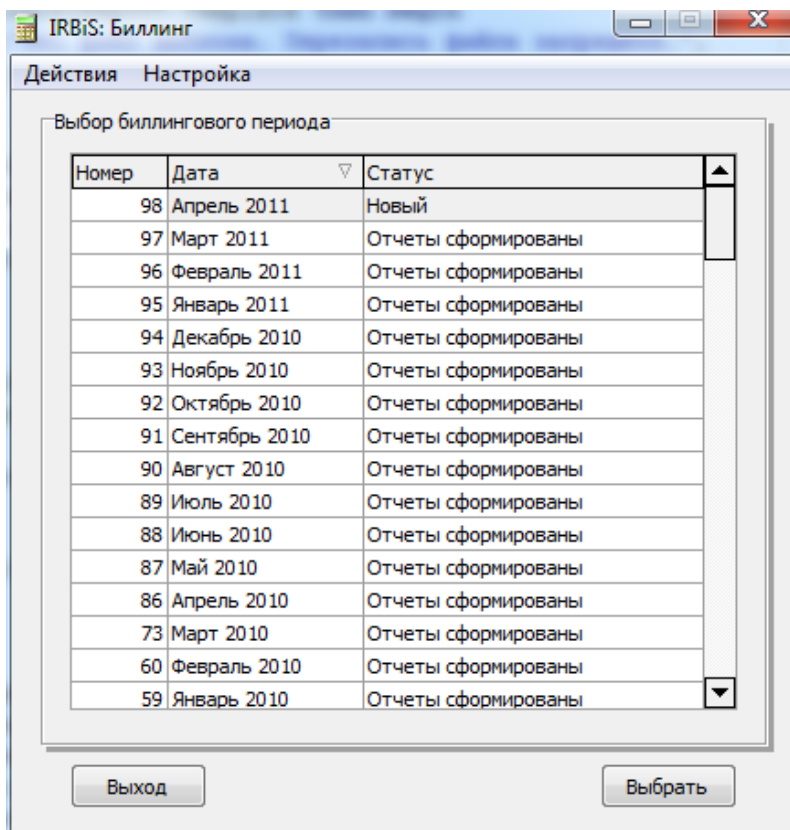 IRBiS: Биллинг
Действия Настройка
Выбор биллингового периода
Номер Дата Статус
98 Апрель 2011 Новый
97 Март 2011 Отчеты сформированы
96 Февраль 2011 Отчеты сформированы
95 Январь 2011 Отчеты сформированы
94 Декабрь 2010 Отчеты сформированы
93 Ноябрь 2010 Отчеты сформированы
92 Октябрь 2010 Отчеты сформированы
91 Сентябрь 2010 Отчеты сформированы
90 Август 2010 Отчеты сформированы
89 Июль 2010 Отчеты сформированы
88 Июнь 2010 Отчеты сформированы
87 Май 2010 Отчеты сформированы
86 Апрель 2010 Отчеты сформированы
73 Март 2010 Отчеты сформированы
60 Февраль 2010 Отчеты сформированы
59 Январь 2010 Отчеты сформированы
Выход Выбрать